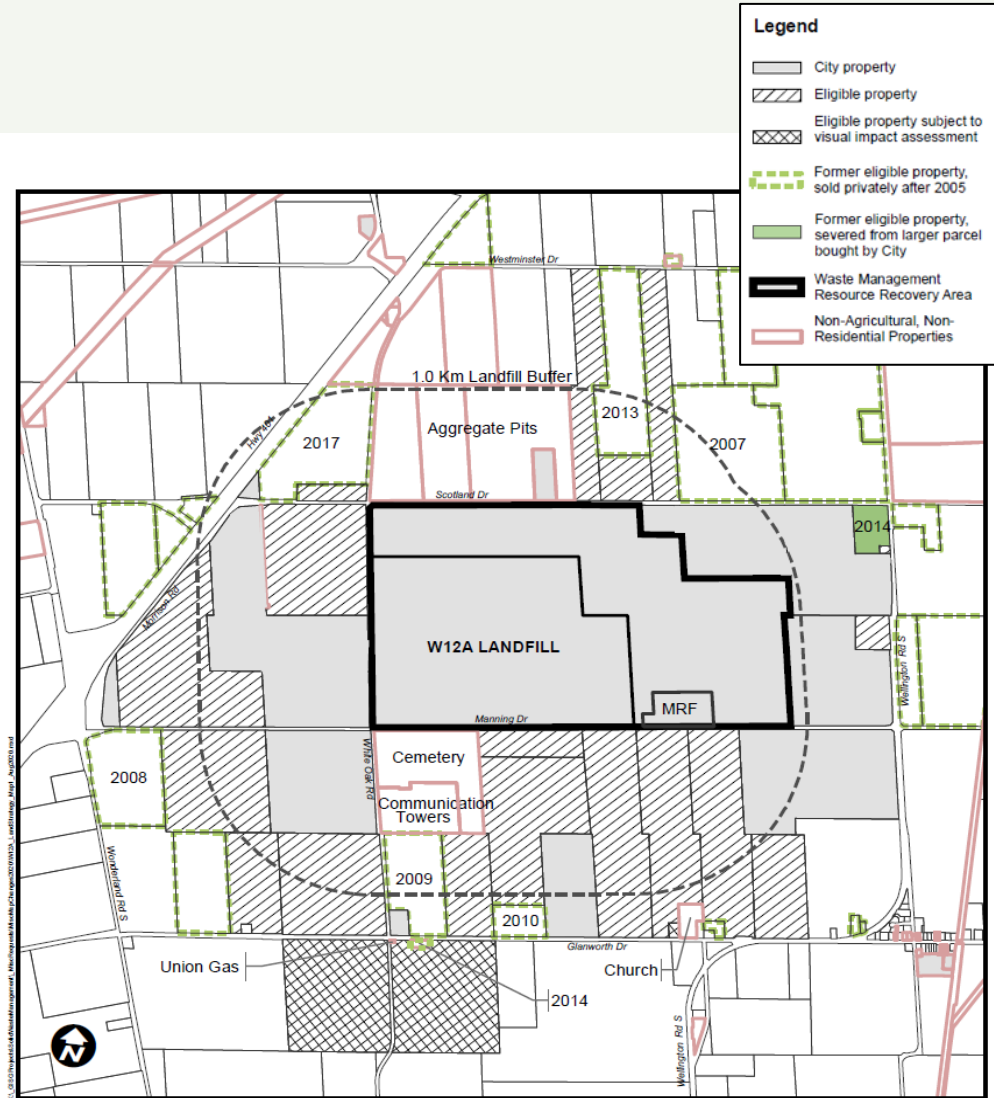 Legend
City property
Eligible property
Eligible property subject to
visual impact assessment
Former eligible property,
sold privately after 2005
Former eligible property,
severed from larger parcel
bought by City
Waste Management
Resource Recovery Area
Non-Agricultural, Non-
Residential Properties
Westminster Dr
1.0 Km Landfill Buffer
Hwy 401
2017
Aggregate Pits
2013
2007
Scotland Dr
2014
Morrison Rd
W12A LANDFILL
Wellington Rd S
MRF
Manning Dr
White Oak Rd
2008
Cemetery
Communication
Towers
Wonderland Rd S
2009
2010
Glanworth Dr
Union Gas
Church
2014
Wellington Rd S
N